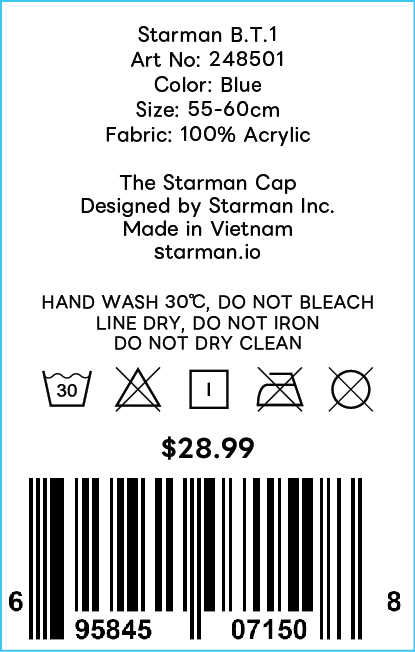 Starman B.T.1
Art No: 248501
Color: Blue
Size: 55-60cm
Fabric: 100% Acrylic
The Starman Cap
Designed by Starman Inc.
Made in Vietnam
starman.io
HAND WASH 30℃, DO NOT BLEACH
LINE DRY, DO NOT IRON
DO NOT DRY CLEAN
30 I
$28.99
6 95845 07150 8